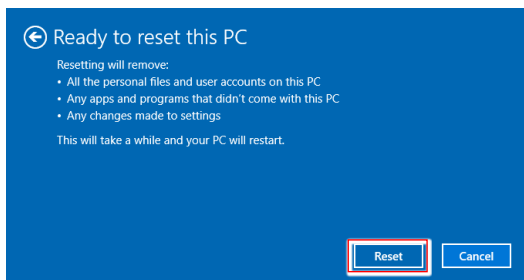 Ready to reset this PC
Resetting will remove:
• All the personal files and user accounts on this PC
• Any apps and programs that didn't come with this PC
• Any changes made to settings
This will take a while and your PC will restart.
Reset Cancel